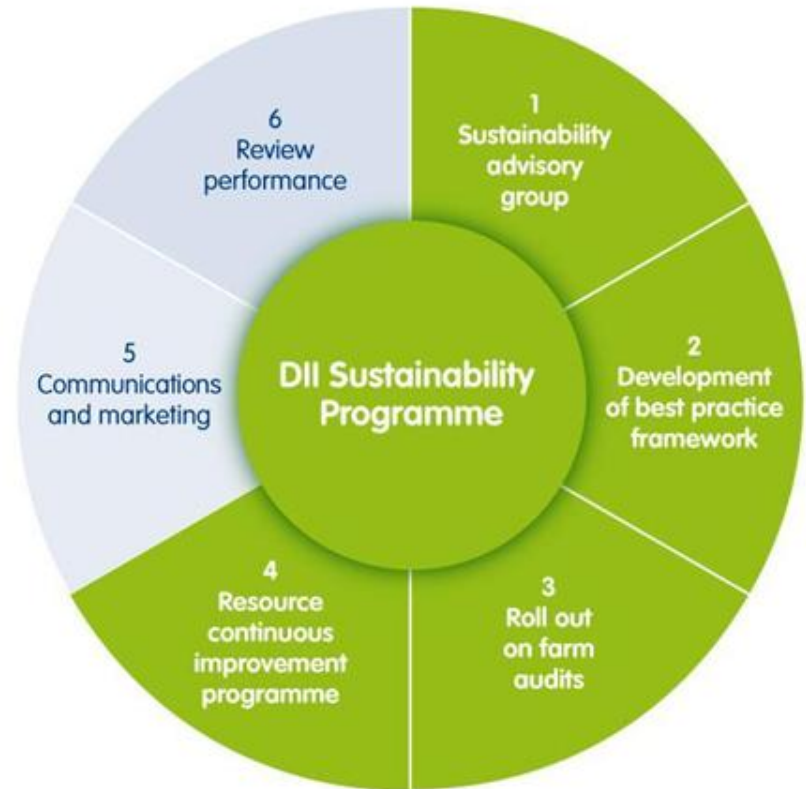 DII Sustainability
Programme
1
Sustainability
advisory
group
2
Development
of best practice
framework
3
Roll out
on farm
audits
4
Resource
continuous
improvement
programme
5
Communications
and marketing
6
Review
performance